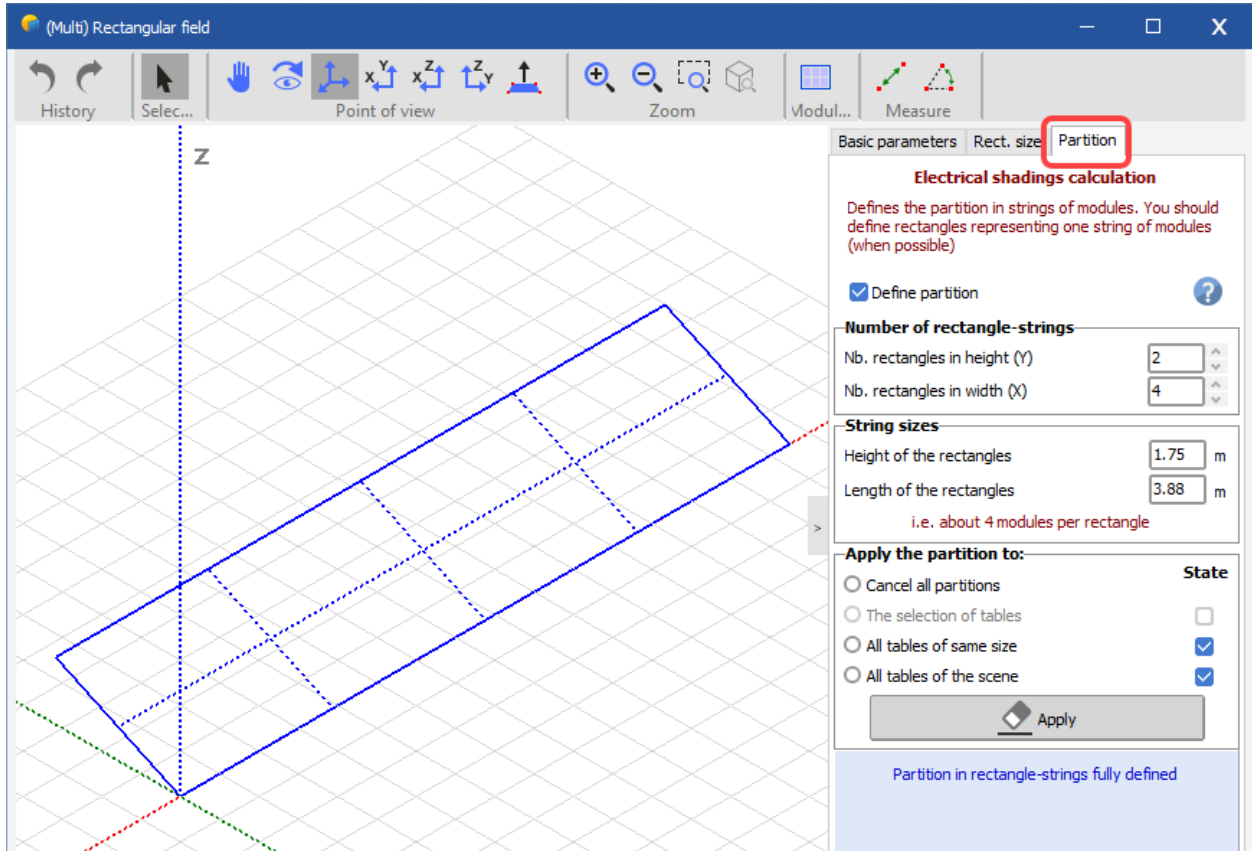 (Multi) Rectangular field
X
Y
X
Z
X
Z
Y
History
Selec...
Point of view
Zoom
Modul...
Measure
Z
Basic parameters
Rect. size
Partition
Electrical shadings calculation
Defines the partition in strings of modules. You should
define rectangles representing one string of modules
(when possible)
Define partition
?
Number of rectangle-strings
Nb. rectangles in height (Y)
2
Nb. rectangles in width (X)
4
String sizes
Height of the rectangles
1.75 m
Length of the rectangles
3.88 m
i.e. about 4 modules per rectangle
>
Apply the partition to:
State
Cancel all partitions
The selection of tables
All tables of same size
All tables of the scene
Apply
Partition in rectangle-strings fully defined